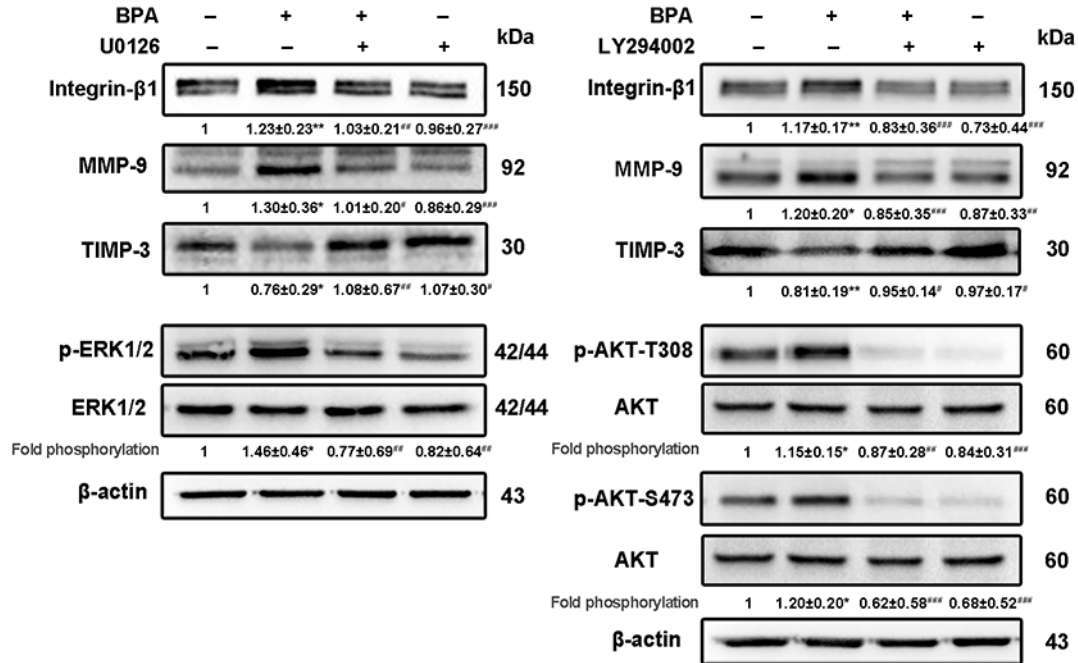 BPA – + + –
U0126 – – + + kDa
Integrin-β1 150
1 1.23±0.23** 1.03±0.21## 0.96±0.27###
MMP-9 92
1 1.30±0.36* 1.01±0.20# 0.86±0.29###
TIMP-3 30
1 0.76±0.29* 1.08±0.67## 1.07±0.30#
p-ERK1/2 42/44
ERK1/2 42/44
Fold phosphorylation 1 1.46±0.46* 0.77±0.69## 0.82±0.64##
β-actin 43
BPA – + + –
LY294002 – – + + kDa
Integrin-β1 150
1 1.17±0.17** 0.83±0.36### 0.73±0.44###
MMP-9 92
1 1.20±0.20* 0.85±0.35### 0.87±0.33##
TIMP-3 30
1 0.81±0.19** 0.95±0.14# 0.97±0.17#
p-AKT-T308 60
AKT 60
Fold phosphorylation 1 1.15±0.15* 0.87±0.28## 0.84±0.31###
p-AKT-S473 60
AKT 60
Fold phosphorylation 1 1.20±0.20* 0.62±0.58### 0.68±0.52###
β-actin 43